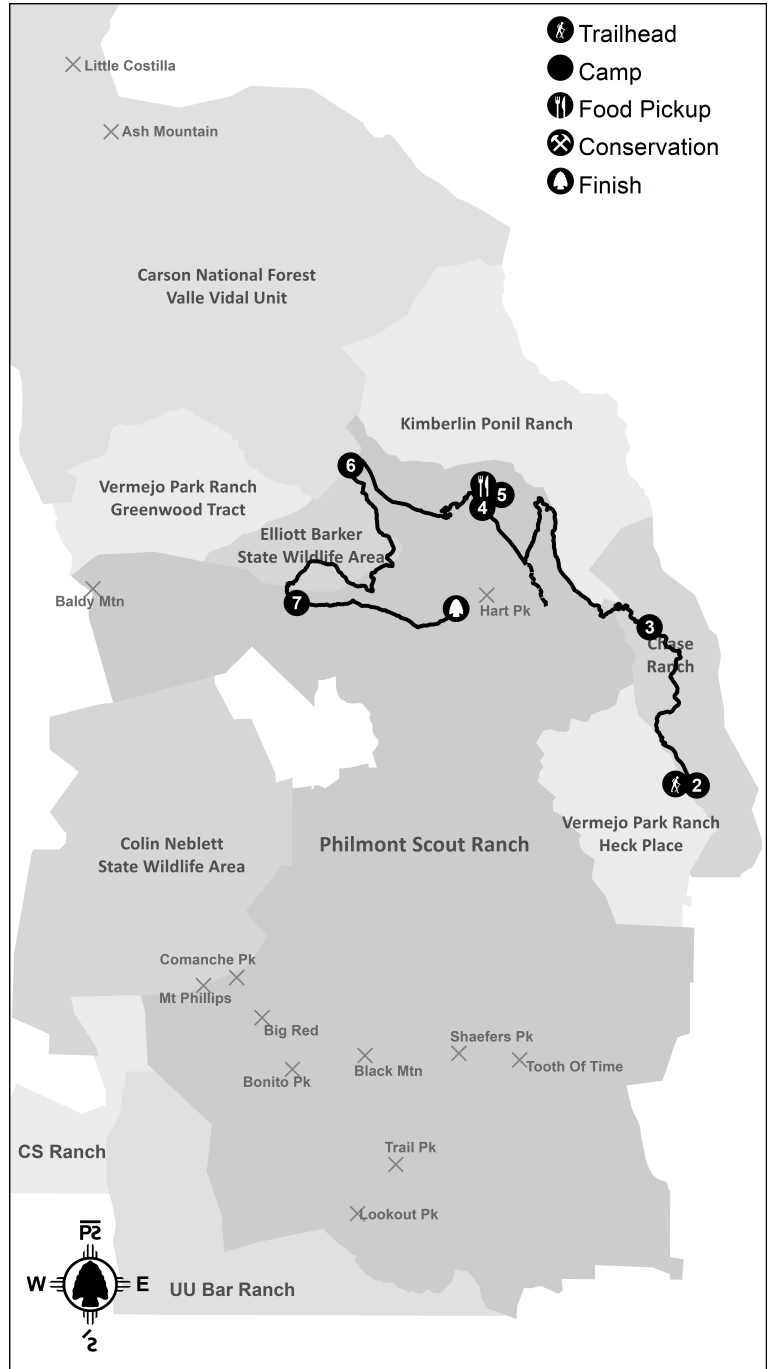 Trailhead
Camp
Food Pickup
Conservation
Finish
Little Costilla
Ash Mountain
Carson National Forest
Valle Vidal Unit
Kimberlin Ponil Ranch
Vermejo Park Ranch
Greenwood Tract
6
5
4
Elliott Barker
State Wildlife Area
Baldy Mtn
7
Hart Pk
3
Chase
Ranch
2
Vermejo Park Ranch
Heck Place
Colin Neblett
State Wildlife Area
Philmont Scout Ranch
Comanche Pk
Mt Phillips
Big Red
Bonito Pk
Black Mtn
Shaefers Pk
Tooth Of Time
Trail Pk
Lookout Pk
CS Ranch
W
E
UU Bar Ranch